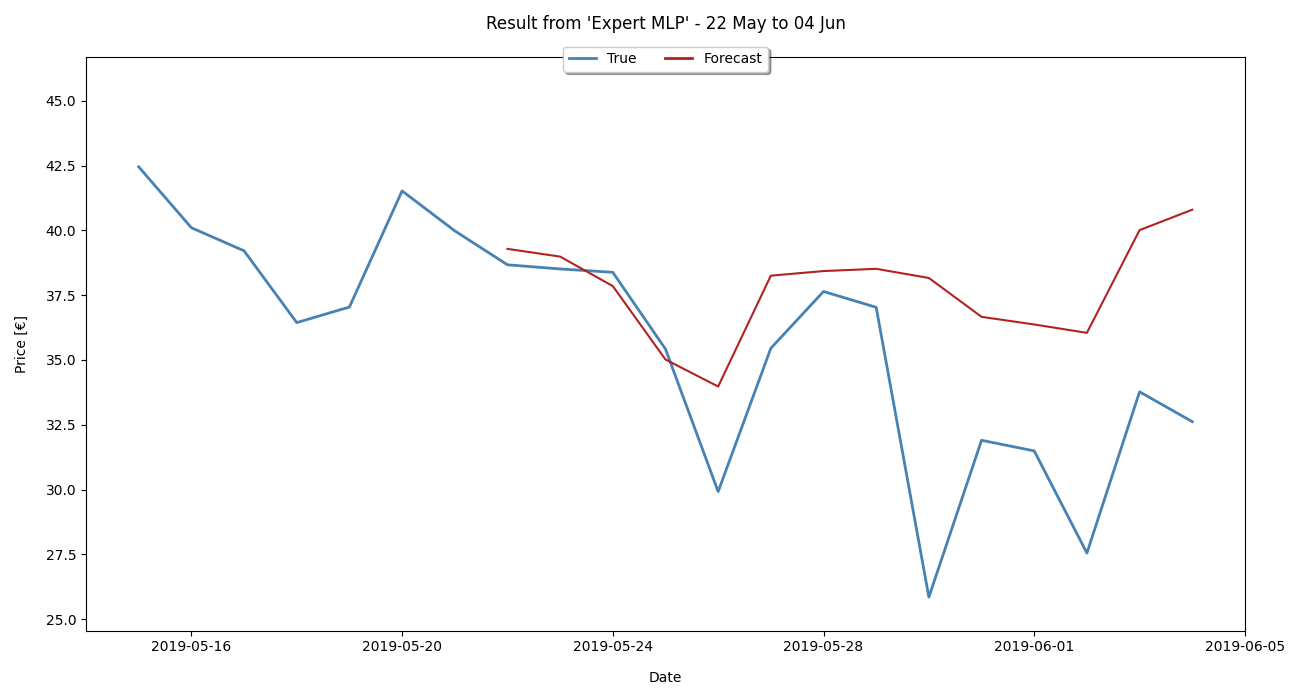 Result from 'Expert MLP' - 22 May to 04 Jun
True Forecast
45.0
42.5
40.0
37.5
35.0
32.5
30.0
27.5
25.0
Price [€]
2019-05-16 2019-05-20 2019-05-24 2019-05-28 2019-06-01 2019-06-05
Date